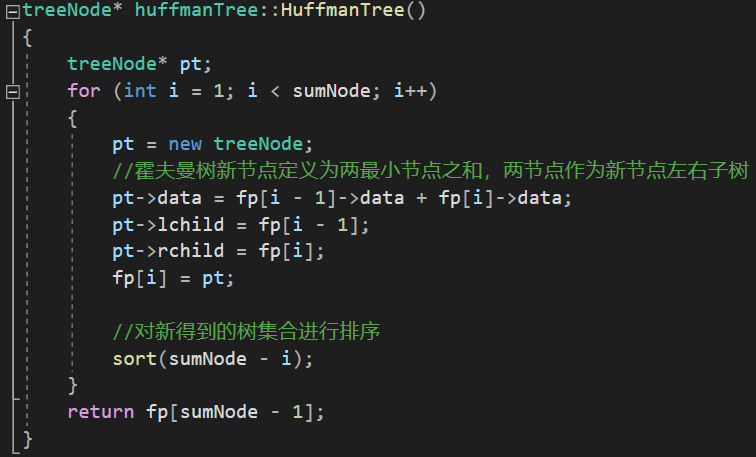 treeNode* huffmanTree::HuffmanTree()
{
    treeNode* pt;
    for (int i = 1; i < sumNode; i++)
    {
        pt = new treeNode;
        //霍夫曼树新节点定义为两最小节点之和，两节点作为新节点左右子树
        pt->data = fp[i - 1]->data + fp[i]->data;
        pt->lchild = fp[i - 1];
        pt->rchild = fp[i];
        fp[i] = pt;
        //对新得到的树集合进行排序
        sort(sumNode - i);
    }
    return fp[sumNode - 1];
}